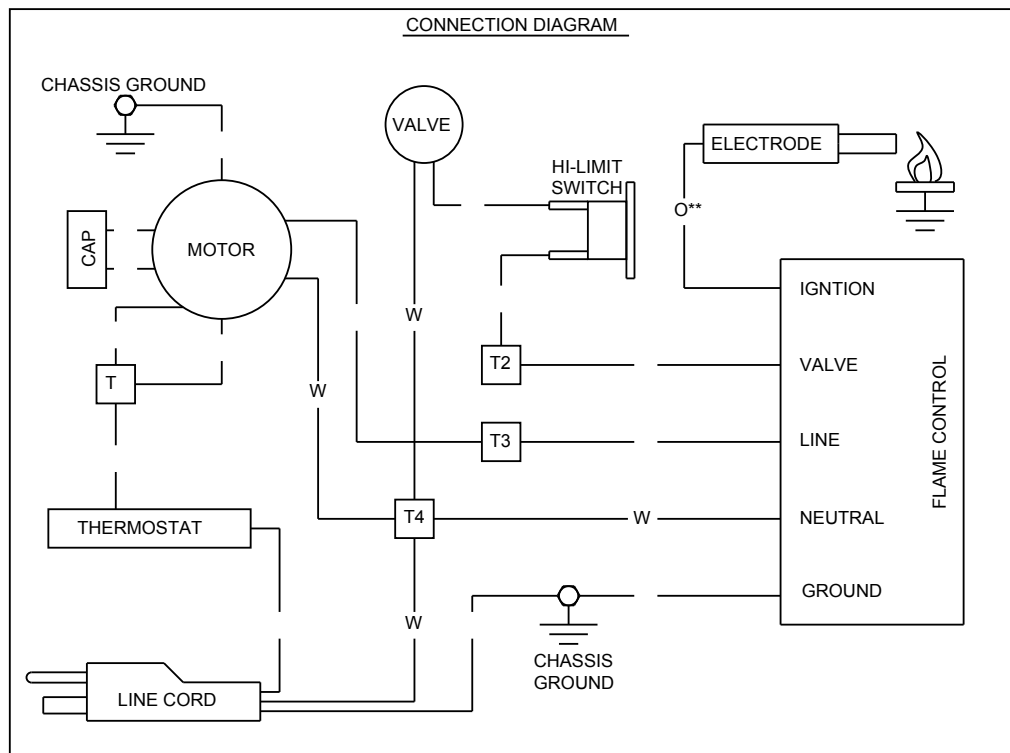 CONNECTION DIAGRAM
CHASSIS GROUND
VALVE
ELECTRODE
HI-LIMIT
SWITCH
O**
CAP
MOTOR
IGNTION
W
T2
VALVE
T
W
T3
LINE
FLAME CONTROL
THERMOSTAT
T4
W
NEUTRAL
GROUND
W
CHASSIS
GROUND
LINE CORD